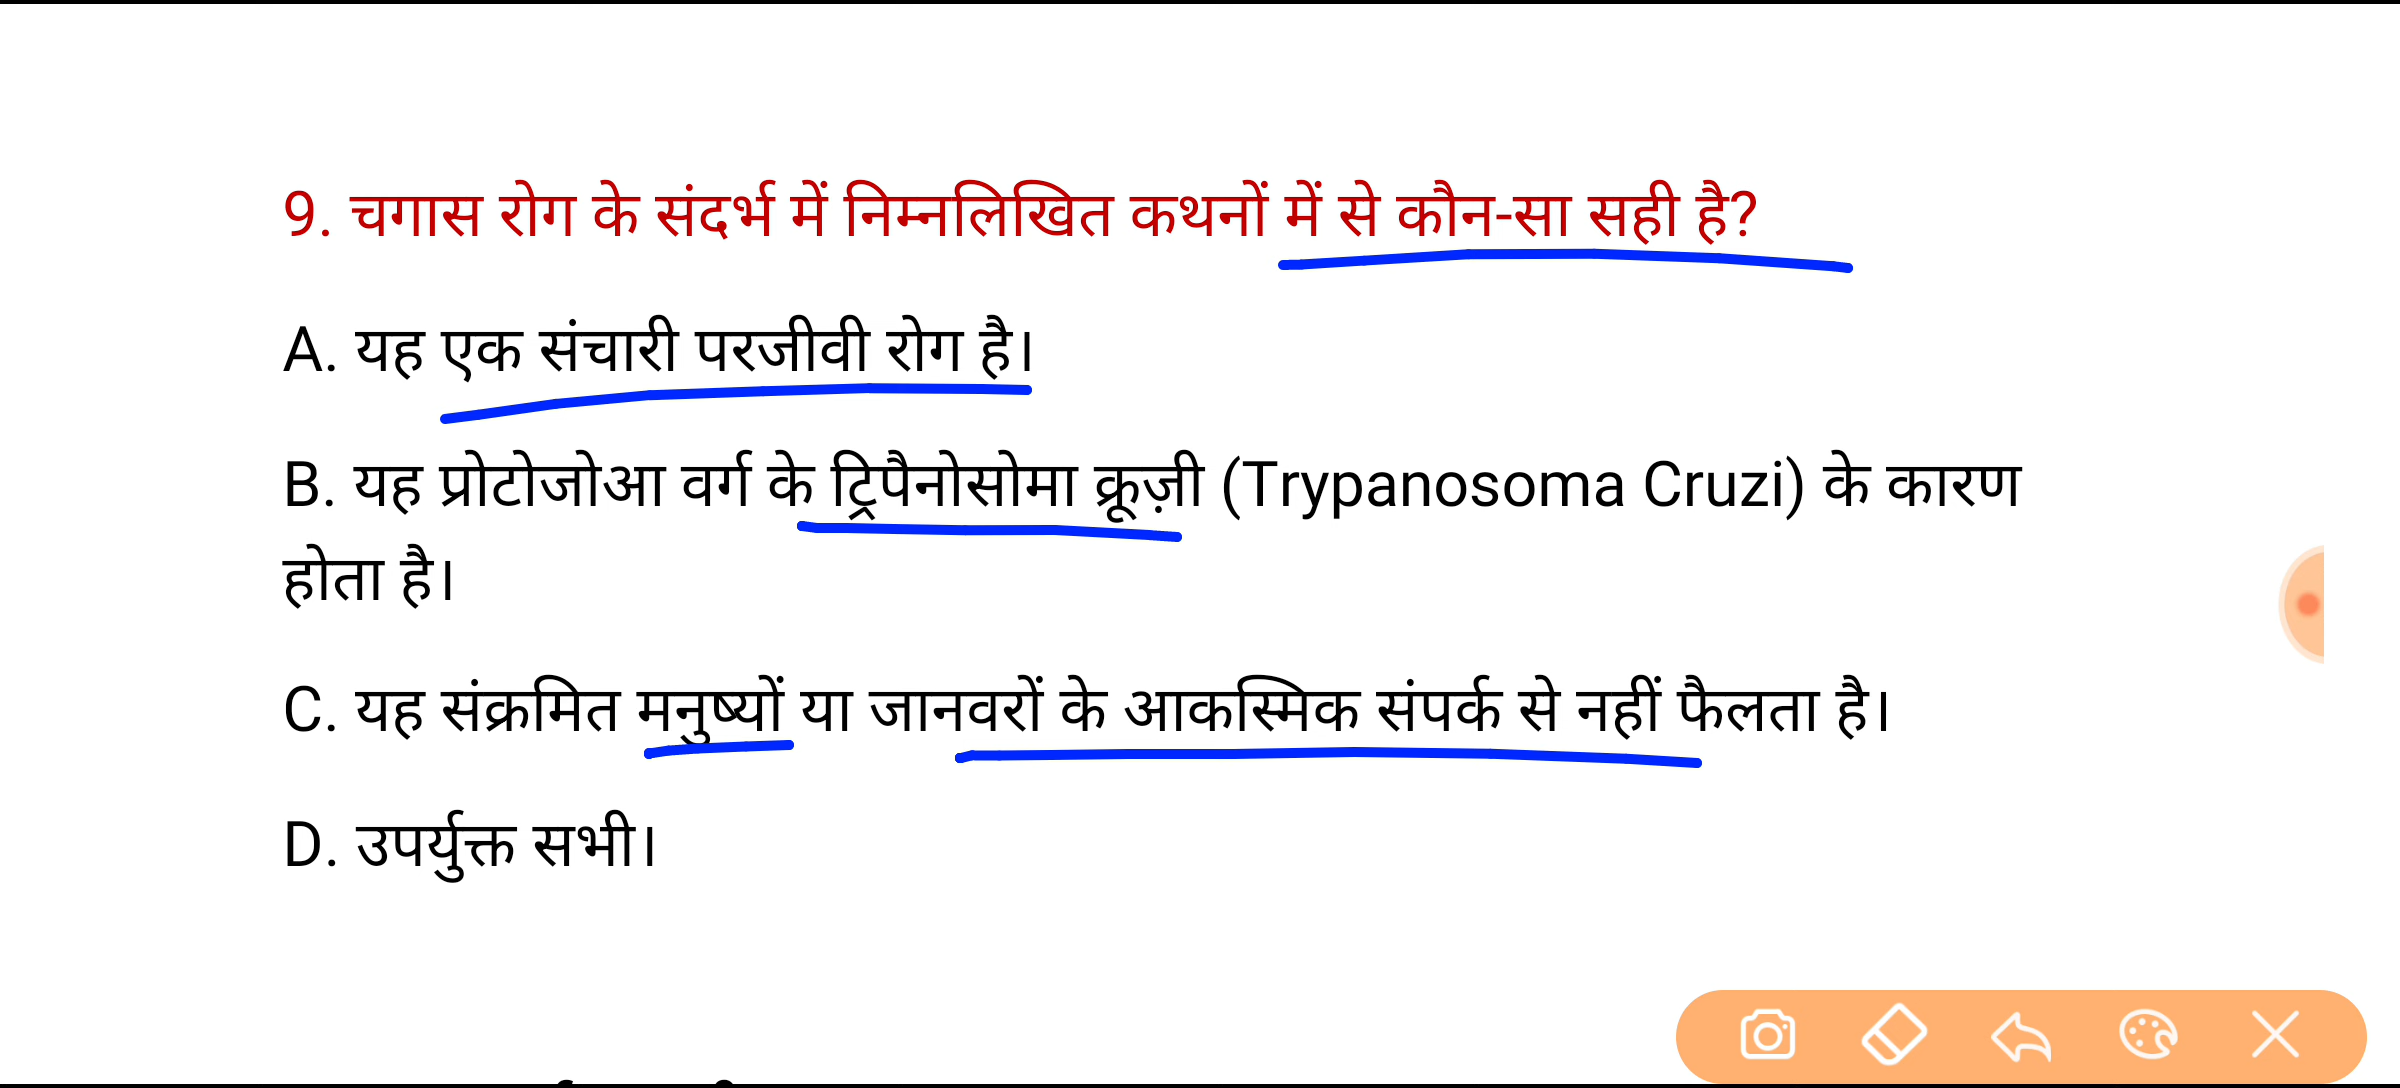 9. चगास रोग के संदर्भ में निम्नलिखित कथनों में से कौन-सा सही है?
A. यह एक संचारी परजीवी रोग है।
B. यह प्रोटोजोआ वर्ग के ट्रिपैनोसोमा क्रूज़ी (Trypanosoma Cruzi) के कारण
होता है।
C. यह संक्रमित मनुष्यों या जानवरों के आकस्मिक संपर्क से नहीं फैलता है।
D. उपर्युक्त सभी।